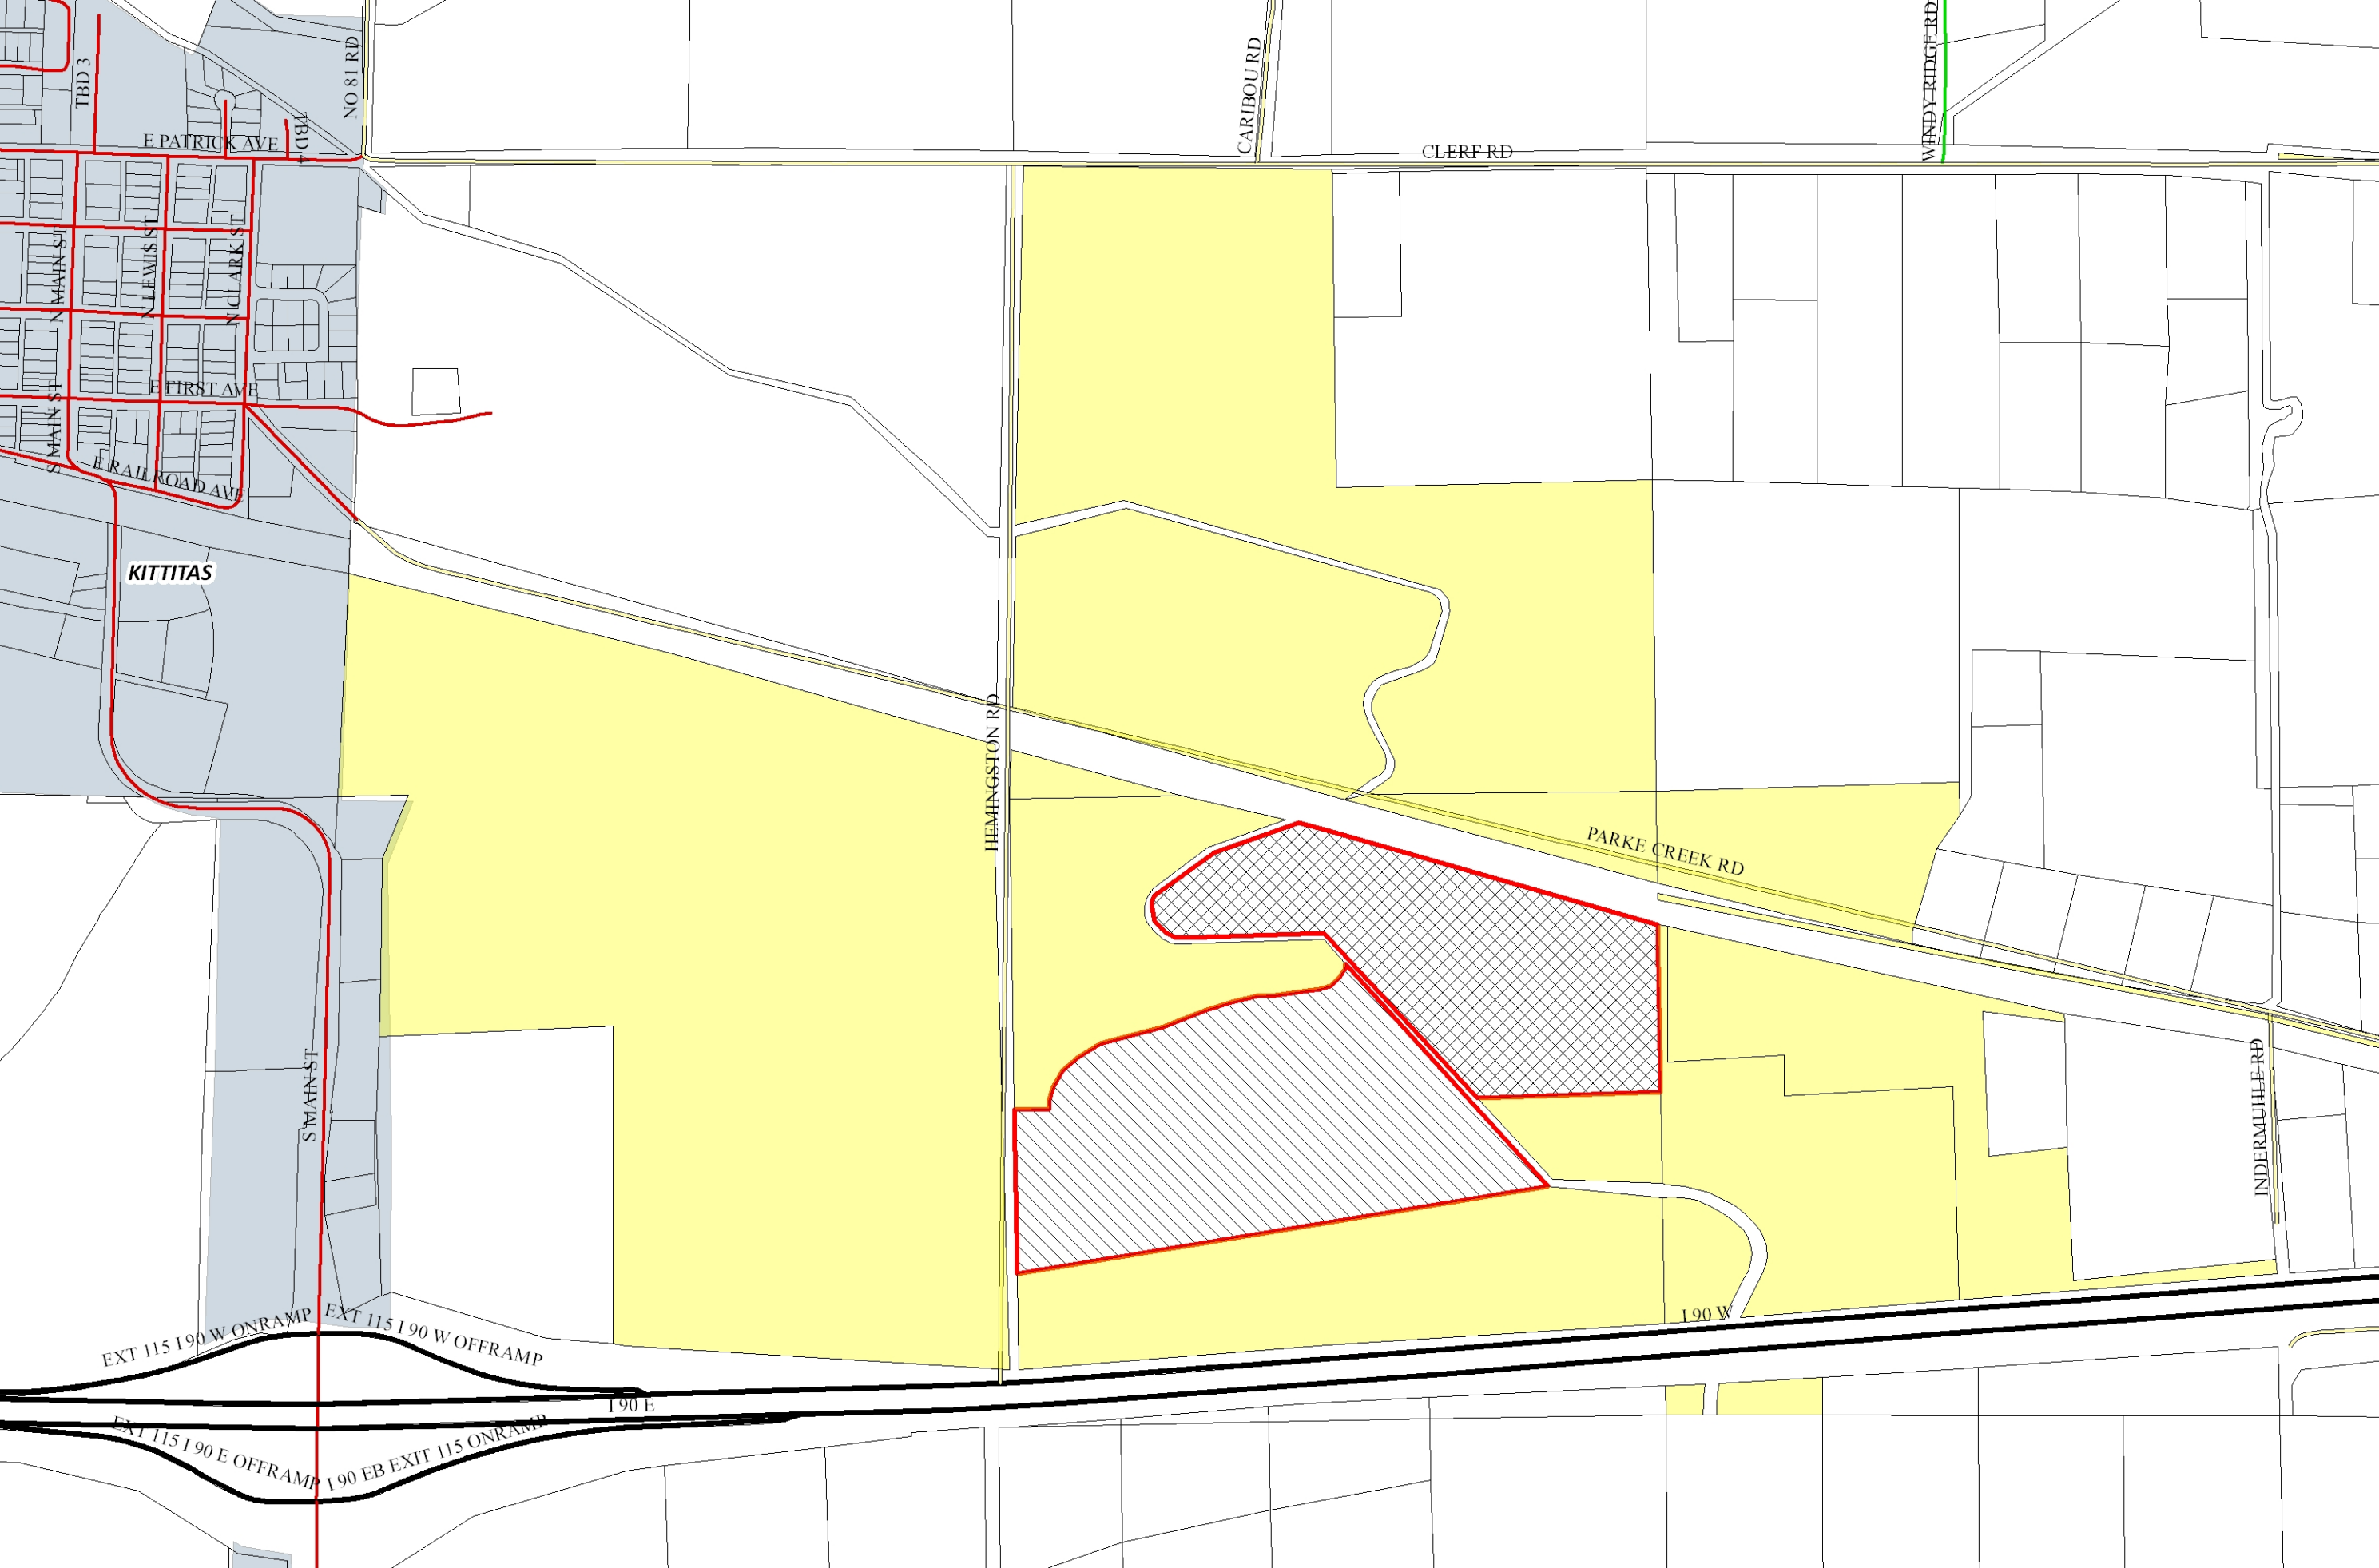 TBD 3
NO 81 RD
CARIBOU RD
WINDY RIDGE RD
E PATRICK AVE
TBD 4
CLERF RD
N MAIN ST
N LEWIS ST
N CLARK ST
E FIRST AVE
S MAIN ST
E RAILROAD AVE
KITTITAS
HEMINGSTON RD
PARKE CREEK RD
S MAIN ST
INDERMUHLE RD
EXT 115 I 90 W ONRAMP
EXT 115 I 90 W OFFRAMP
I 90 W
I 90 E
EXT 115 I 90 E OFFRAMP
I 90 EB EXIT 115 ONRAMP